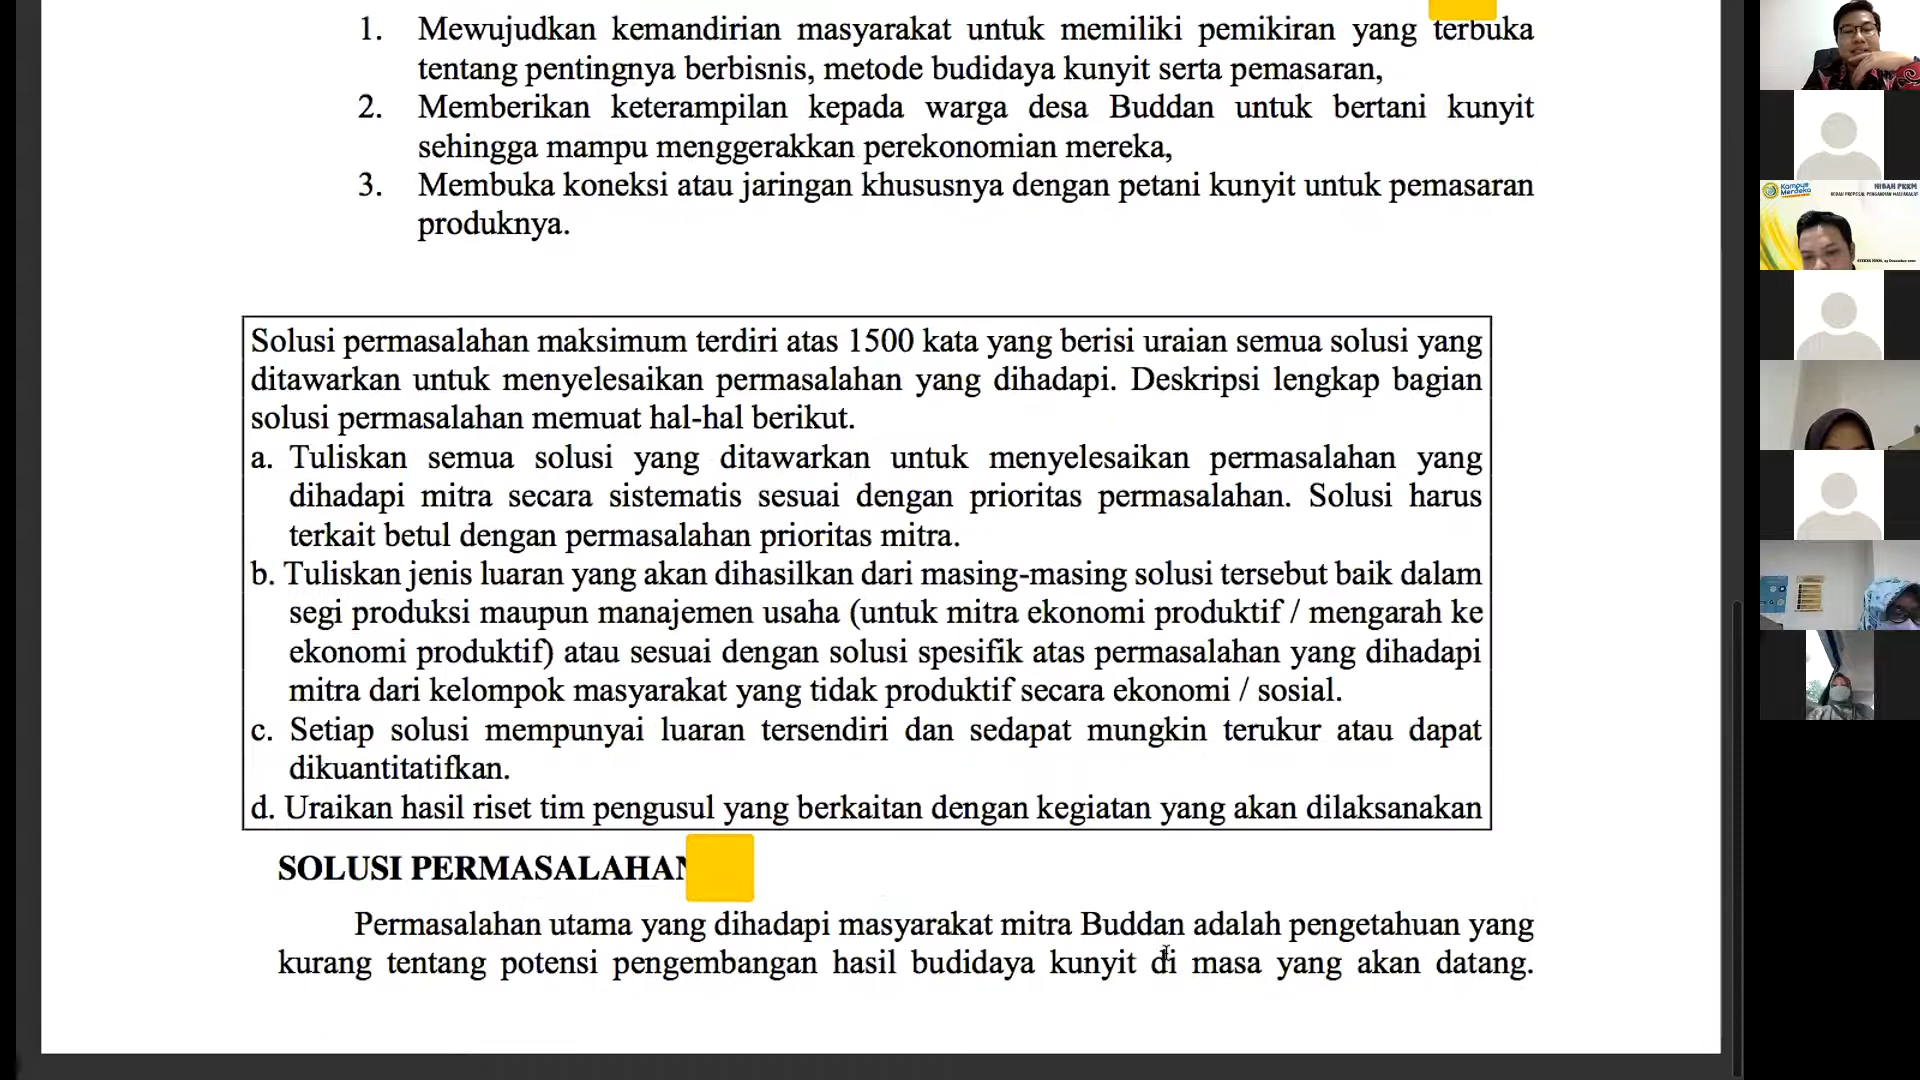 1. Mewujudkan kemandirian masyarakat untuk memiliki pemikiran yang terbuka
tentang pentingnya berbisnis, metode budidaya kunyit serta pemasaran,
2. Memberikan keterampilan kepada warga desa Buddan untuk bertani kunyit
sehingga mampu menggerakkan perekonomian mereka,
3. Membuka koneksi atau jaringan khususnya dengan petani kunyit untuk pemasaran
produknya.
Solusi permasalahan maksimum terdiri atas 1500 kata yang berisi uraian semua solusi yang
ditawarkan untuk menyelesaikan permasalahan yang dihadapi. Deskripsi lengkap bagian
solusi permasalahan memuat hal-hal berikut.
a. Tuliskan semua solusi yang ditawarkan untuk menyelesaikan permasalahan yang
dihadapi mitra secara sistematis sesuai dengan prioritas permasalahan. Solusi harus
terkait betul dengan permasalahan prioritas mitra.
b. Tuliskan jenis luaran yang akan dihasilkan dari masing-masing solusi tersebut baik dalam
segi produksi maupun manajemen usaha (untuk mitra ekonomi produktif / mengarah ke
ekonomi produktif) atau sesuai dengan solusi spesifik atas permasalahan yang dihadapi
mitra dari kelompok masyarakat yang tidak produktif secara ekonomi / sosial.
c. Setiap solusi mempunyai luaran tersendiri dan sedapat mungkin terukur atau dapat
dikuantitatifkan.
d. Uraikan hasil riset tim pengusul yang berkaitan dengan kegiatan yang akan dilaksanakan
SOLUSI PERMASALAHAN
Permasalahan utama yang dihadapi masyarakat mitra Buddan adalah pengetahuan yang
kurang tentang potensi pengembangan hasil budidaya kunyit di masa yang akan datang.
Kampus
Merdeka
HIBAH PKKM